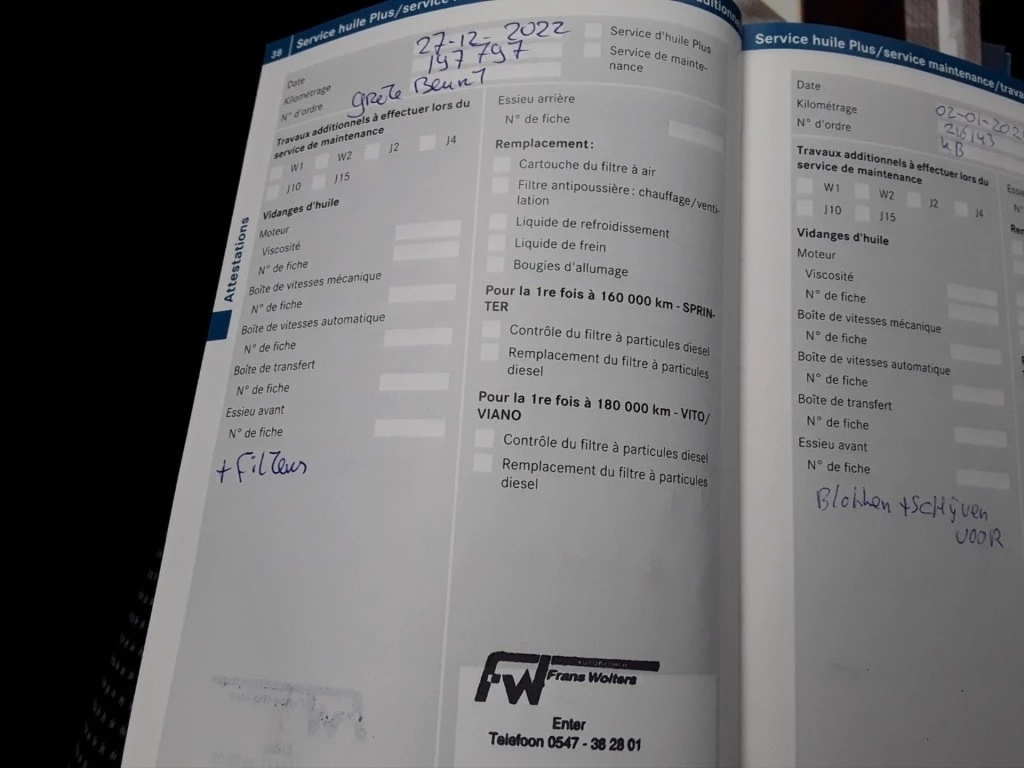 38 Service huile Plus/service
27-12-2022
Date
197797
Kilométrage
Grote Beurt
N° d'ordre
Service d'huile Plus
Service de mainte-
nance
Travaux additionnels à effectuer lors du
service de maintenance
W1 W2 J2 J4
J10 J15
Vidanges d'huile
Moteur
Viscosité
N° de fiche
Boîte de vitesses mécanique
N° de fiche
Boîte de vitesses automatique
N° de fiche
Boîte de transfert
N° de fiche
Essieu avant
N° de fiche
+ Filters
Attestations
Essieu arrière
N° de fiche
Remplacement:
Cartouche du filtre à air
Filtre antipoussière : chauffage/venti-
lation
Liquide de refroidissement
Liquide de frein
Bougies d'allumage
Pour la 1re fois à 160 000 km - SPRIN-
TER
Contrôle du filtre à particules diesel
Remplacement du filtre à particules
diesel
Pour la 1re fois à 180 000 km - VITO/
VIANO
Contrôle du filtre à particules diesel
Remplacement du filtre à particules
diesel
FW Frans Wolters
Enter
Telefoon 0547 - 38 28 01
Service huile Plus/service maintenance/trava
Date
02-01-202
Kilométrage
N° d'ordre
KB
Travaux additionnels à effectuer lors du
service de maintenance
W1 W2 J2 J4
J10 J15
Vidanges d'huile
Moteur
Viscosité
N° de fiche
Boîte de vitesses mécanique
N° de fiche
Boîte de vitesses automatique
N° de fiche
Boîte de transfert
N° de fiche
Essieu avant
N° de fiche
Blokken + Schijven
VOOR